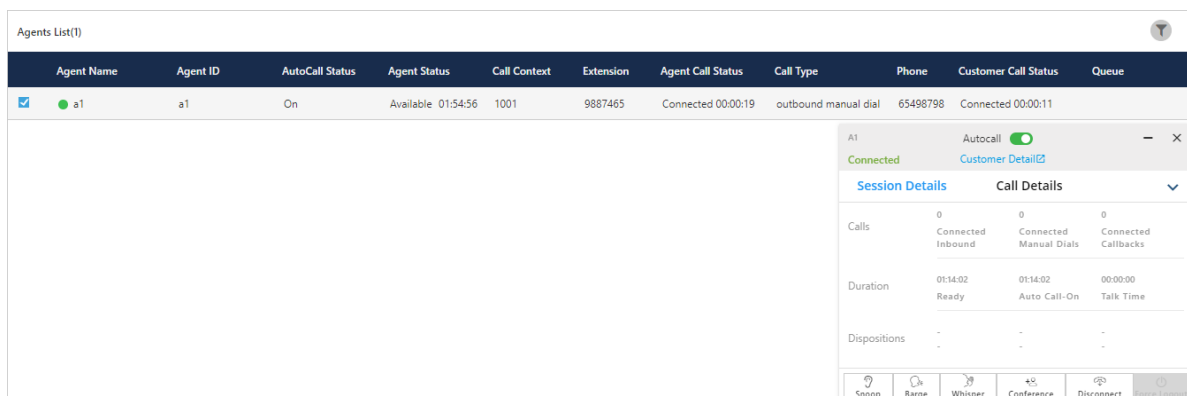 Agents List(1)
Agent Name Agent ID AutoCall Status Agent Status Call Context Extension Agent Call Status Call Type Phone Customer Call Status Queue
a1 a1 On Available 01:54:56 1001 9887465 Connected 00:00:19 outbound manual dial 65498798 Connected 00:00:11
A1 Autocall
Connected Customer Detail
Session Details Call Details
0 0 0
Calls
Connected Connected Connected
Inbound Manual Dials Callbacks
01:14:02 01:14:02 00:00:00
Duration
Ready Auto Call-On Talk Time
- - -
Dispositions
- - -
Snoop Barge Whisper Conference Disconnect Force Logout